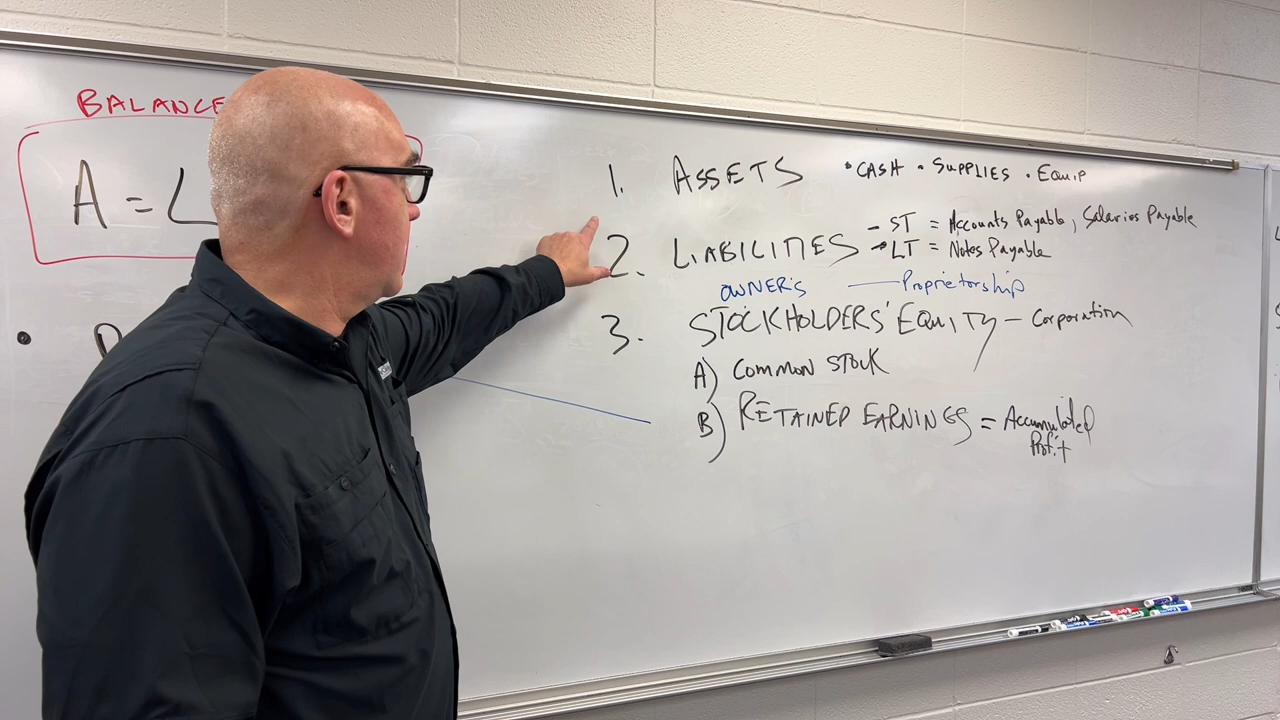 BALANCE
A = L
1. ASSETS • CASH • SUPPLIES • EQUIP
2. LIABILITIES – ST = Accounts Payable, Salaries Payable
– LT = Notes Payable
OWNER'S — Proprietorship
3. STOCKHOLDERS' EQUITY – Corporation
A) COMMON STOCK
B) RETAINED EARNINGS = Accumulated
Profit